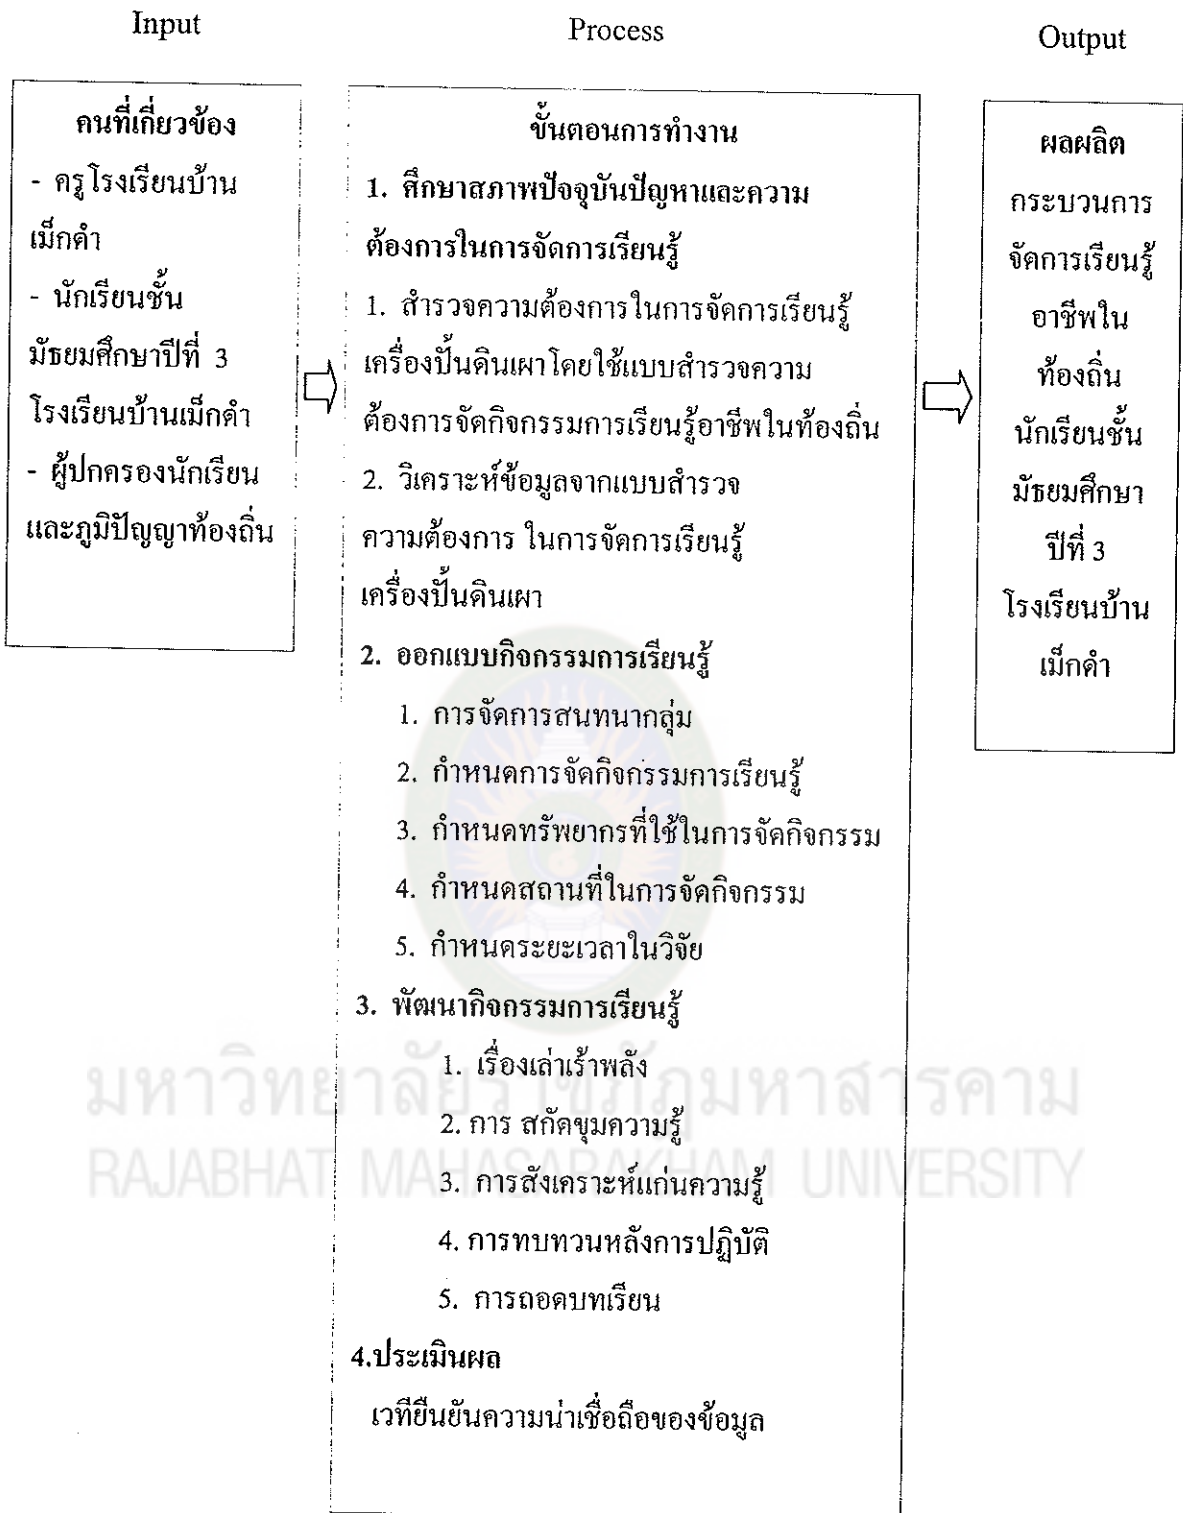 Input
Process
Output
คนที่เกี่ยวข้อง
- ครูโรงเรียนบ้าน
เม็กดำ
- นักเรียนชั้น
มัธยมศึกษาปีที่ 3
โรงเรียนบ้านเม็กดำ
- ผู้ปกครองนักเรียน
และภูมิปัญญาท้องถิ่น
ขั้นตอนการทำงาน
1. ศึกษาสภาพปัจจุบันปัญหาและความ
ต้องการในการจัดการเรียนรู้
1. สำรวจความต้องการในการจัดการเรียนรู้
เครื่องปั้นดินเผาโดยใช้แบบสำรวจความ
ต้องการจัดกิจกรรมการเรียนรู้อาชีพในท้องถิ่น
2. วิเคราะห์ข้อมูลจากแบบสำรวจ
ความต้องการ ในการจัดการเรียนรู้
เครื่องปั้นดินเผา
2. ออกแบบกิจกรรมการเรียนรู้
1. การจัดการสนทนากลุ่ม
2. กำหนดการจัดกิจกรรมการเรียนรู้
3. กำหนดทรัพยากรที่ใช้ในการจัดกิจกรรม
4. กำหนดสถานที่ในการจัดกิจกรรม
5. กำหนดระยะเวลาในวิจัย
3. พัฒนากิจกรรมการเรียนรู้
1. เรื่องเล่าเร้าพลัง
2. การ สกัดขุมความรู้
3. การสังเคราะห์แก่นความรู้
4. การทบทวนหลังการปฏิบัติ
5. การถอดบทเรียน
4.ประเมินผล
เวทียืนยันความน่าเชื่อถือของข้อมูล
ผลผลิต
กระบวนการ
จัดการเรียนรู้
อาชีพใน
ท้องถิ่น
นักเรียนชั้น
มัธยมศึกษา
ปีที่ 3
โรงเรียนบ้าน
เม็กดำ
มหาวิทยาลัยราชภัฏมหาสารคาม
RAJABHAT MAHASARAKHAM UNIVERSITY